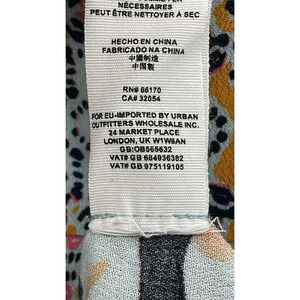 NÉCESSAIRES
PEUT ÊTRE NETTOYER À SEC
HECHO EN CHINA
FABRICADO NA CHINA
中國製造
中国製
RN# 66170
CA# 32054
FOR EU-IMPORTED BY URBAN
OUTFITTERS WHOLESALE INC.
24 MARKET PLACE
LONDON, UK W1W8AN
GB:OB565632
VAT# GB 684936382
VAT# GB 975119105